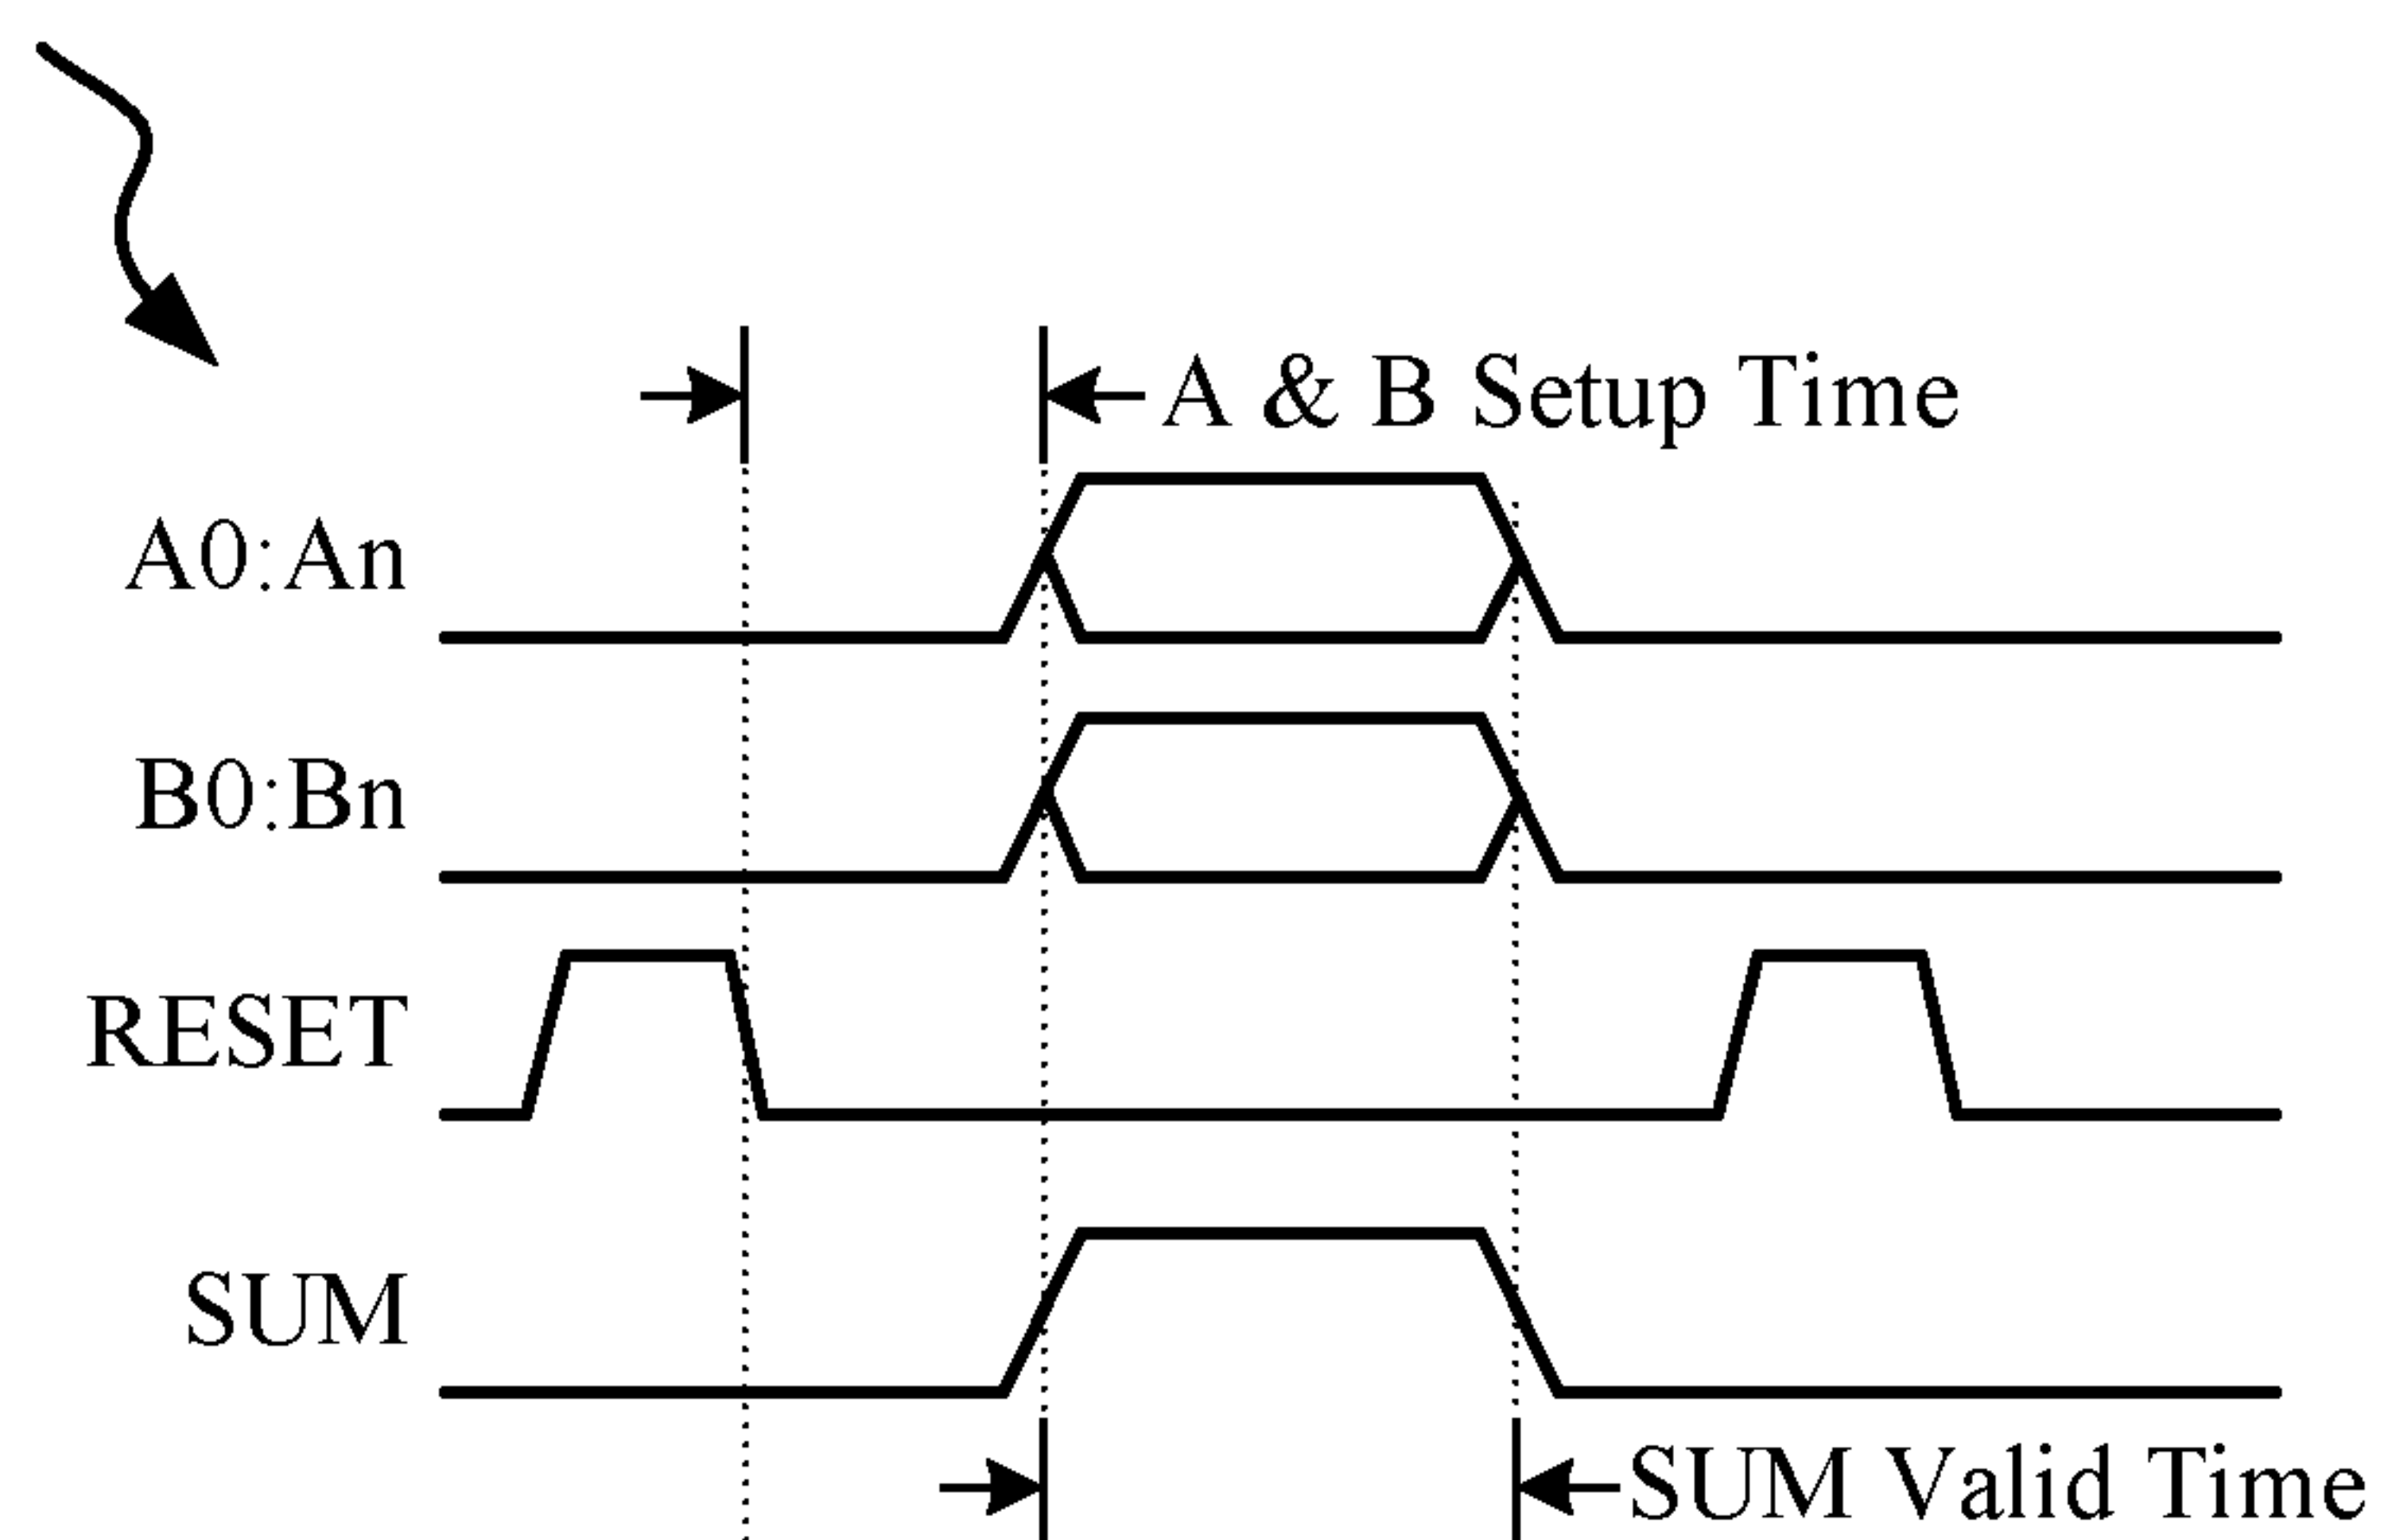 A & B Setup Time
A0:An
B0:Bn
RESET
SUM
SUM Valid Time